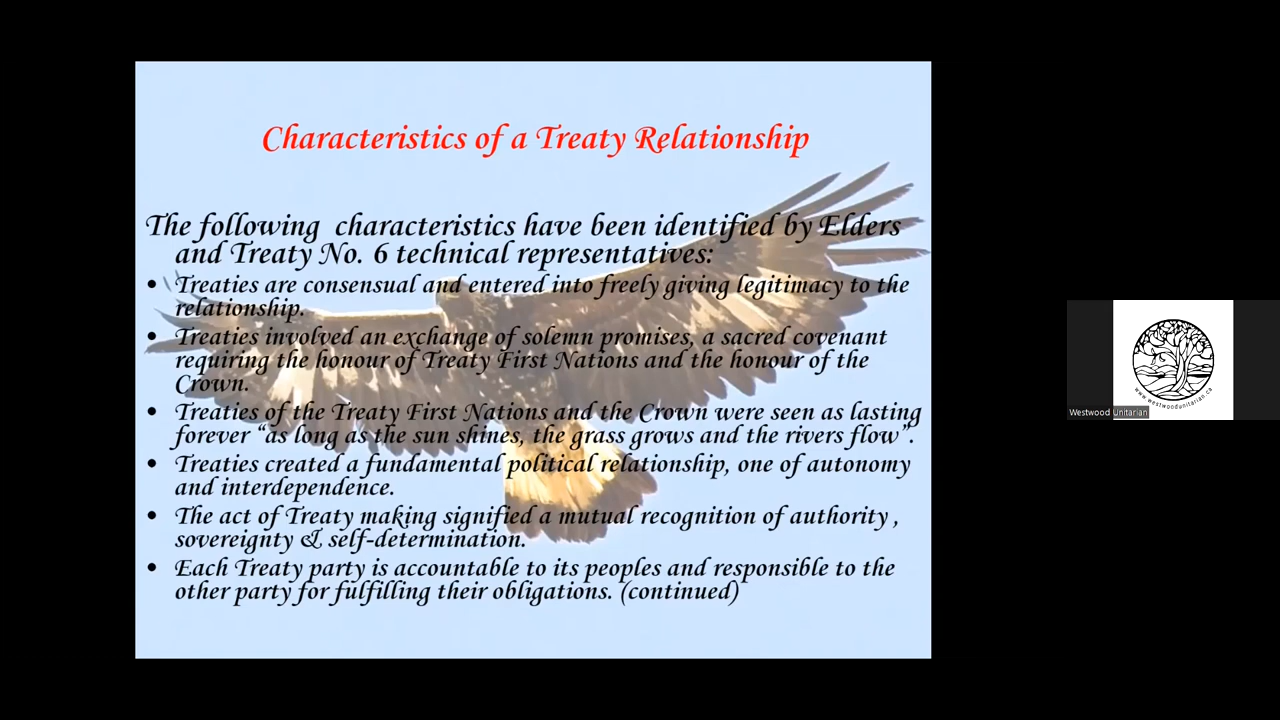 Characteristics of a Treaty Relationship
The following characteristics have been identified by Elders
and Treaty No. 6 technical representatives:
• Treaties are consensual and entered into freely giving legitimacy to the
relationship.
• Treaties involved an exchange of solemn promises, a sacred covenant
requiring the honour of Treaty First Nations and the honour of the
Crown.
• Treaties of the Treaty First Nations and the Crown were seen as lasting
forever “as long as the sun shines, the grass grows and the rivers flow”.
• Treaties created a fundamental political relationship, one of autonomy
and interdependence.
• The act of Treaty making signified a mutual recognition of authority ,
sovereignty & self-determination.
• Each Treaty party is accountable to its peoples and responsible to the
other party for fulfilling their obligations. (continued)
www.westwoodunitarian.ca
Westwood Unitarian